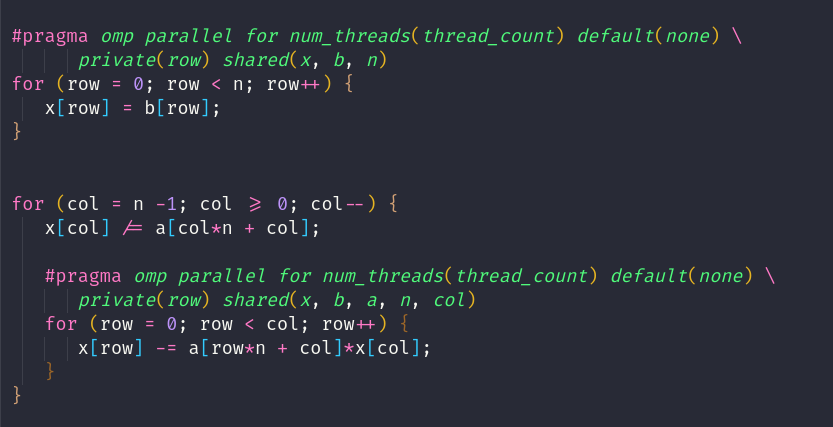 #pragma omp parallel for num_threads(thread_count) default(none) \
private(row) shared(x, b, n)
for (row = 0; row < n; row++) {
x[row] = b[row];
}
for (col = n -1; col >= 0; col--) {
x[col] /= a[col*n + col];
#pragma omp parallel for num_threads(thread_count) default(none) \
private(row) shared(x, b, a, n, col)
for (row = 0; row < col; row++) {
x[row] -= a[row*n + col]*x[col];
}
}